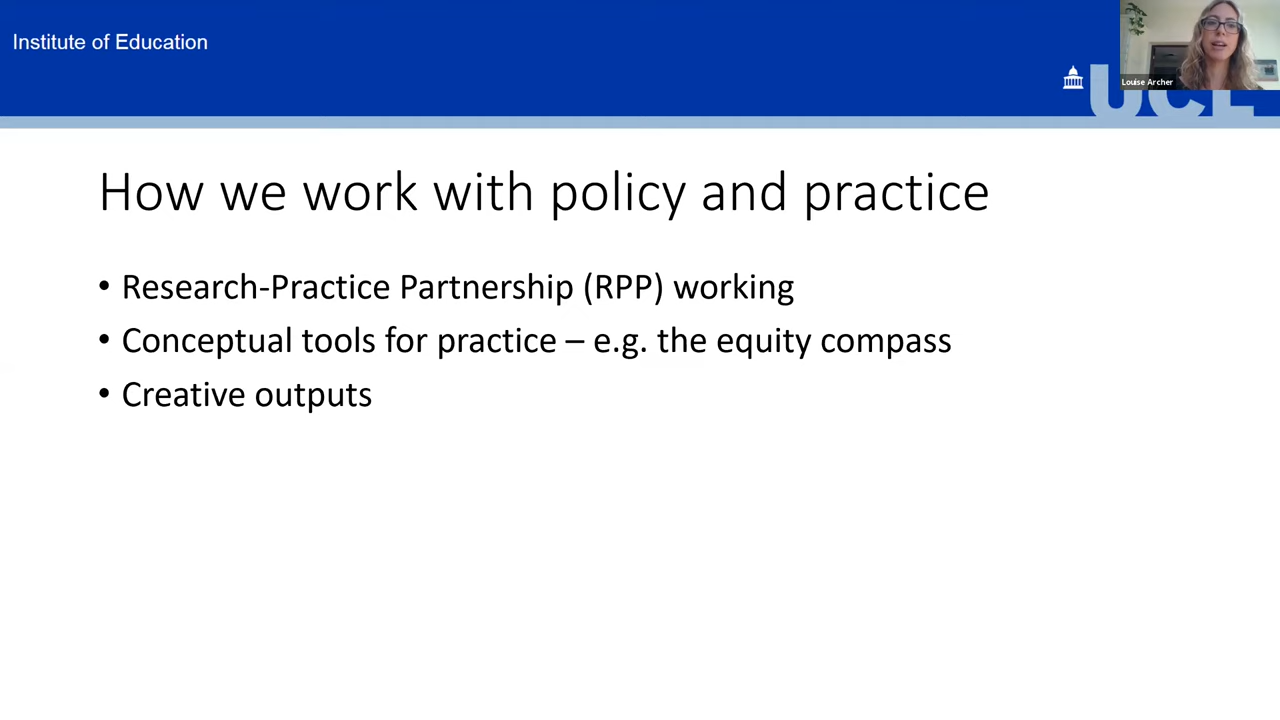 Institute of Education
Louise Archer
UCL
How we work with policy and practice
• Research-Practice Partnership (RPP) working
• Conceptual tools for practice – e.g. the equity compass
• Creative outputs